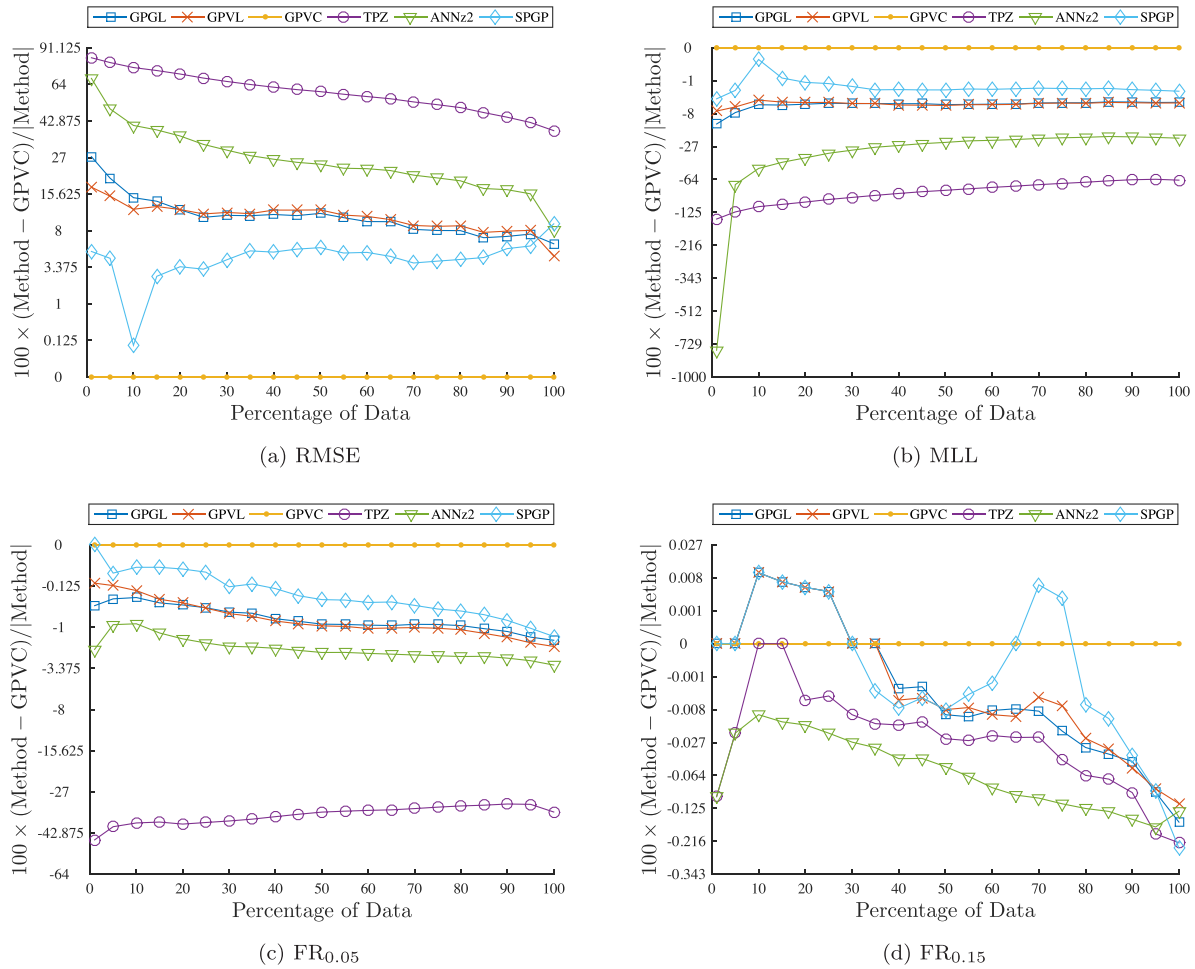 GPGL GPVL GPVC TPZ ANNz2 SPGP
91.125
64
42.875
27
15.625
8
3.375
1
0.125
0
100 × (Method − GPVC)/|Method|
0 10 20 30 40 50 60 70 80 90 100
Percentage of Data
(a) RMSE
GPGL GPVL GPVC TPZ ANNz2 SPGP
0
-1
-8
-27
-64
-125
-216
-343
-512
-729
-1000
100 × (Method − GPVC)/|Method|
0 10 20 30 40 50 60 70 80 90 100
Percentage of Data
(b) MLL
GPGL GPVL GPVC TPZ ANNz2 SPGP
0
-0.125
-1
-3.375
-8
-15.625
-27
-42.875
-64
100 × (Method − GPVC)/|Method|
0 10 20 30 40 50 60 70 80 90 100
Percentage of Data
(c) FR0.05
GPGL GPVL GPVC TPZ ANNz2 SPGP
0.027
0.008
0.001
0
-0.001
-0.008
-0.027
-0.064
-0.125
-0.216
-0.343
100 × (Method − GPVC)/|Method|
0 10 20 30 40 50 60 70 80 90 100
Percentage of Data
(d) FR0.15